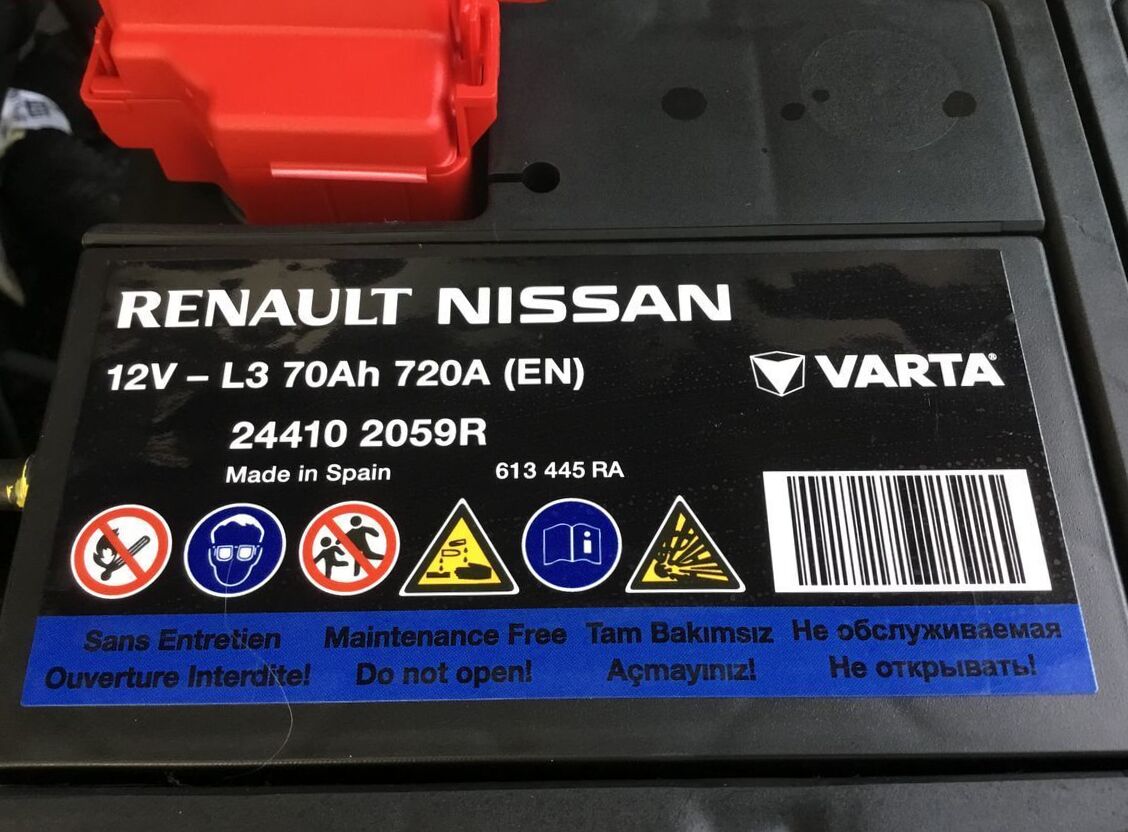 RENAULT NISSAN
12V – L3 70Ah 720A (EN)
VARTA®
24410 2059R
Made in Spain 613 445 RA
Sans Entretien
Ouverture Interdite!
Maintenance Free
Do not open!
Tam Bakımsız
Açmayınız!
Не обслуживаемая
Не открывать!